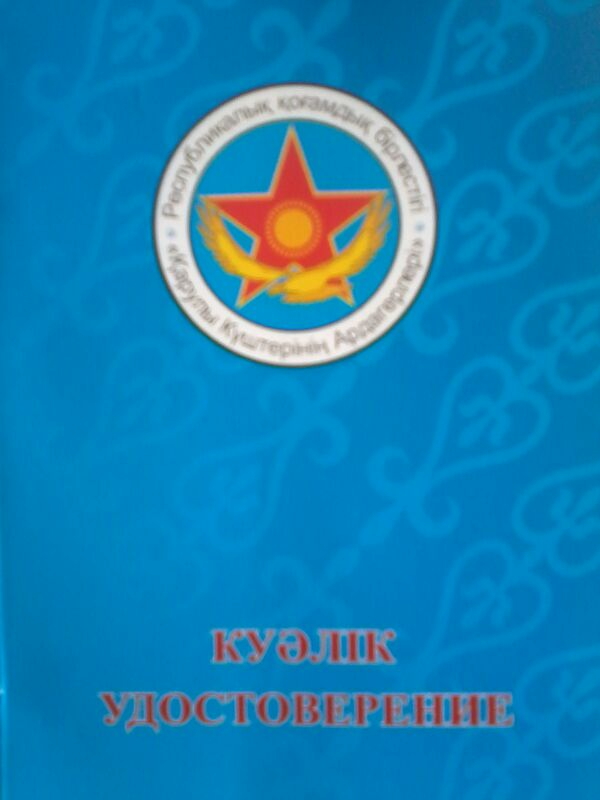 Республикалық қоғамдық бірлестігі
«Қарулы Күштерінің Ардагерлері»
КУӘЛІК
УДОСТОВЕРЕНИЕ